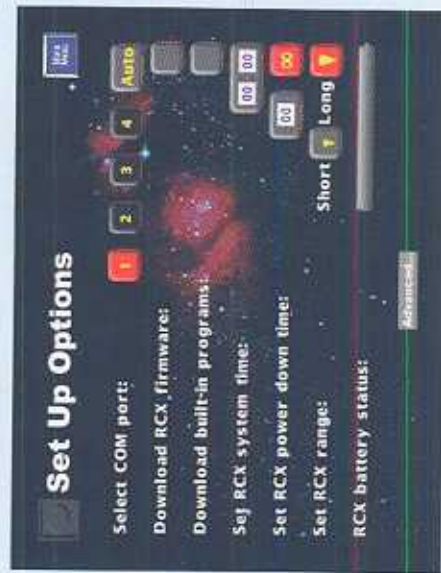 Set Up Options
Select COM port: 1 2 3 4 Auto
Download RCX firmware:
Download built-in programs:
Set RCX system time: 00 00
Set RCX power down time: 00
Set RCX range: Short Long
RCX battery status:
Advanced...